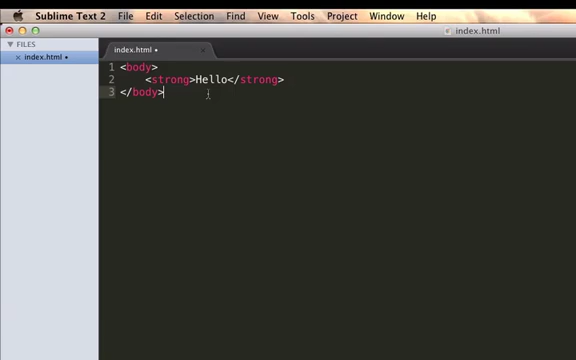 Sublime Text 2 File Edit Selection Find View Tools Project Window Help
index.html
FILES
index.html
index.html
1 <body>
2 <strong>Hello</strong>
3 </body>